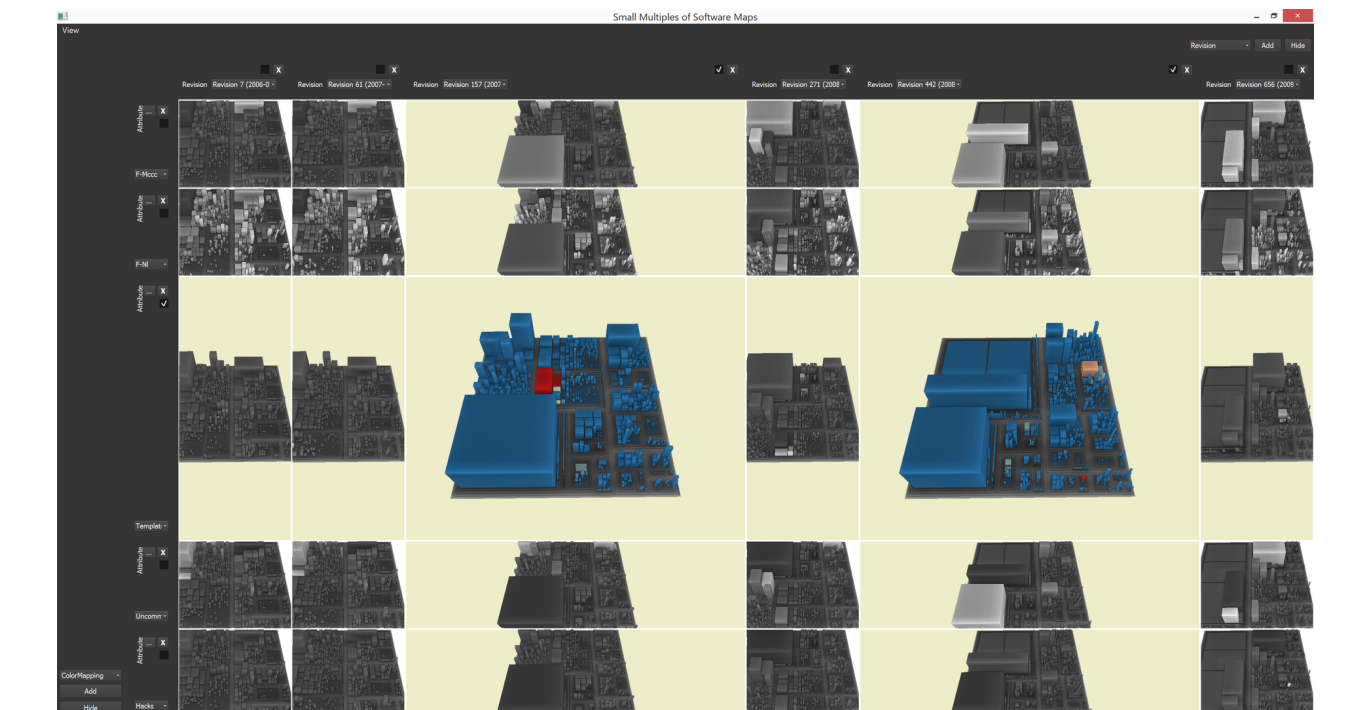 Small Multiples of Software Maps
View
Revision Add Hide
X X X X X X
Revision Revision 7 (2006-0 Revision Revision 61 (2007- Revision Revision 157 (2007 Revision Revision 271 (2008 Revision Revision 442 (2008 Revision Revision 656 (2009
Attribute ... X
F-Mccc
Attribute ... X
F-Nl
Attribute ... X
Templat
Attribute ... X
Uncomm
Attribute ... X
ColorMapping
Add
Hide Hacks